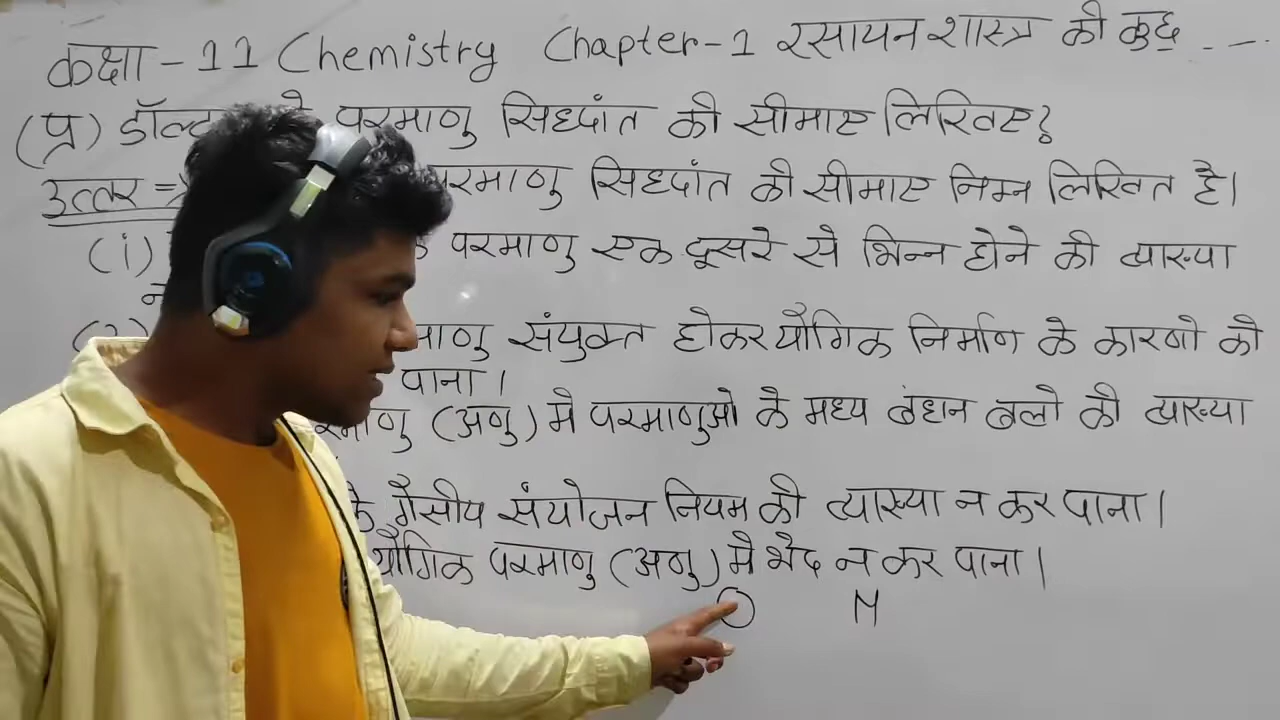 कक्षा - 11 Chemistry Chapter-1 रसायन शास्त्र की कुछ ....
(प्र) डॉल्ट के परमाणु सिध्दांत की सीमाए लिखिए?
उत्तर => परमाणु सिध्दांत की सीमाए निम्न लिखित है।
(i) परमाणु एक दूसरे से भिन्न होने की व्याख्या
संयुक्त होकर यौगिक निर्माण के कारणो को
पाना।
(अणु) मे परमाणुओ के मध्य बंधन बलो की व्याख्या
के गैसीय संयोजन नियम की व्याख्या न कर पाना।
यौगिक परमाणु (अणु) मे भेद न कर पाना।
O N